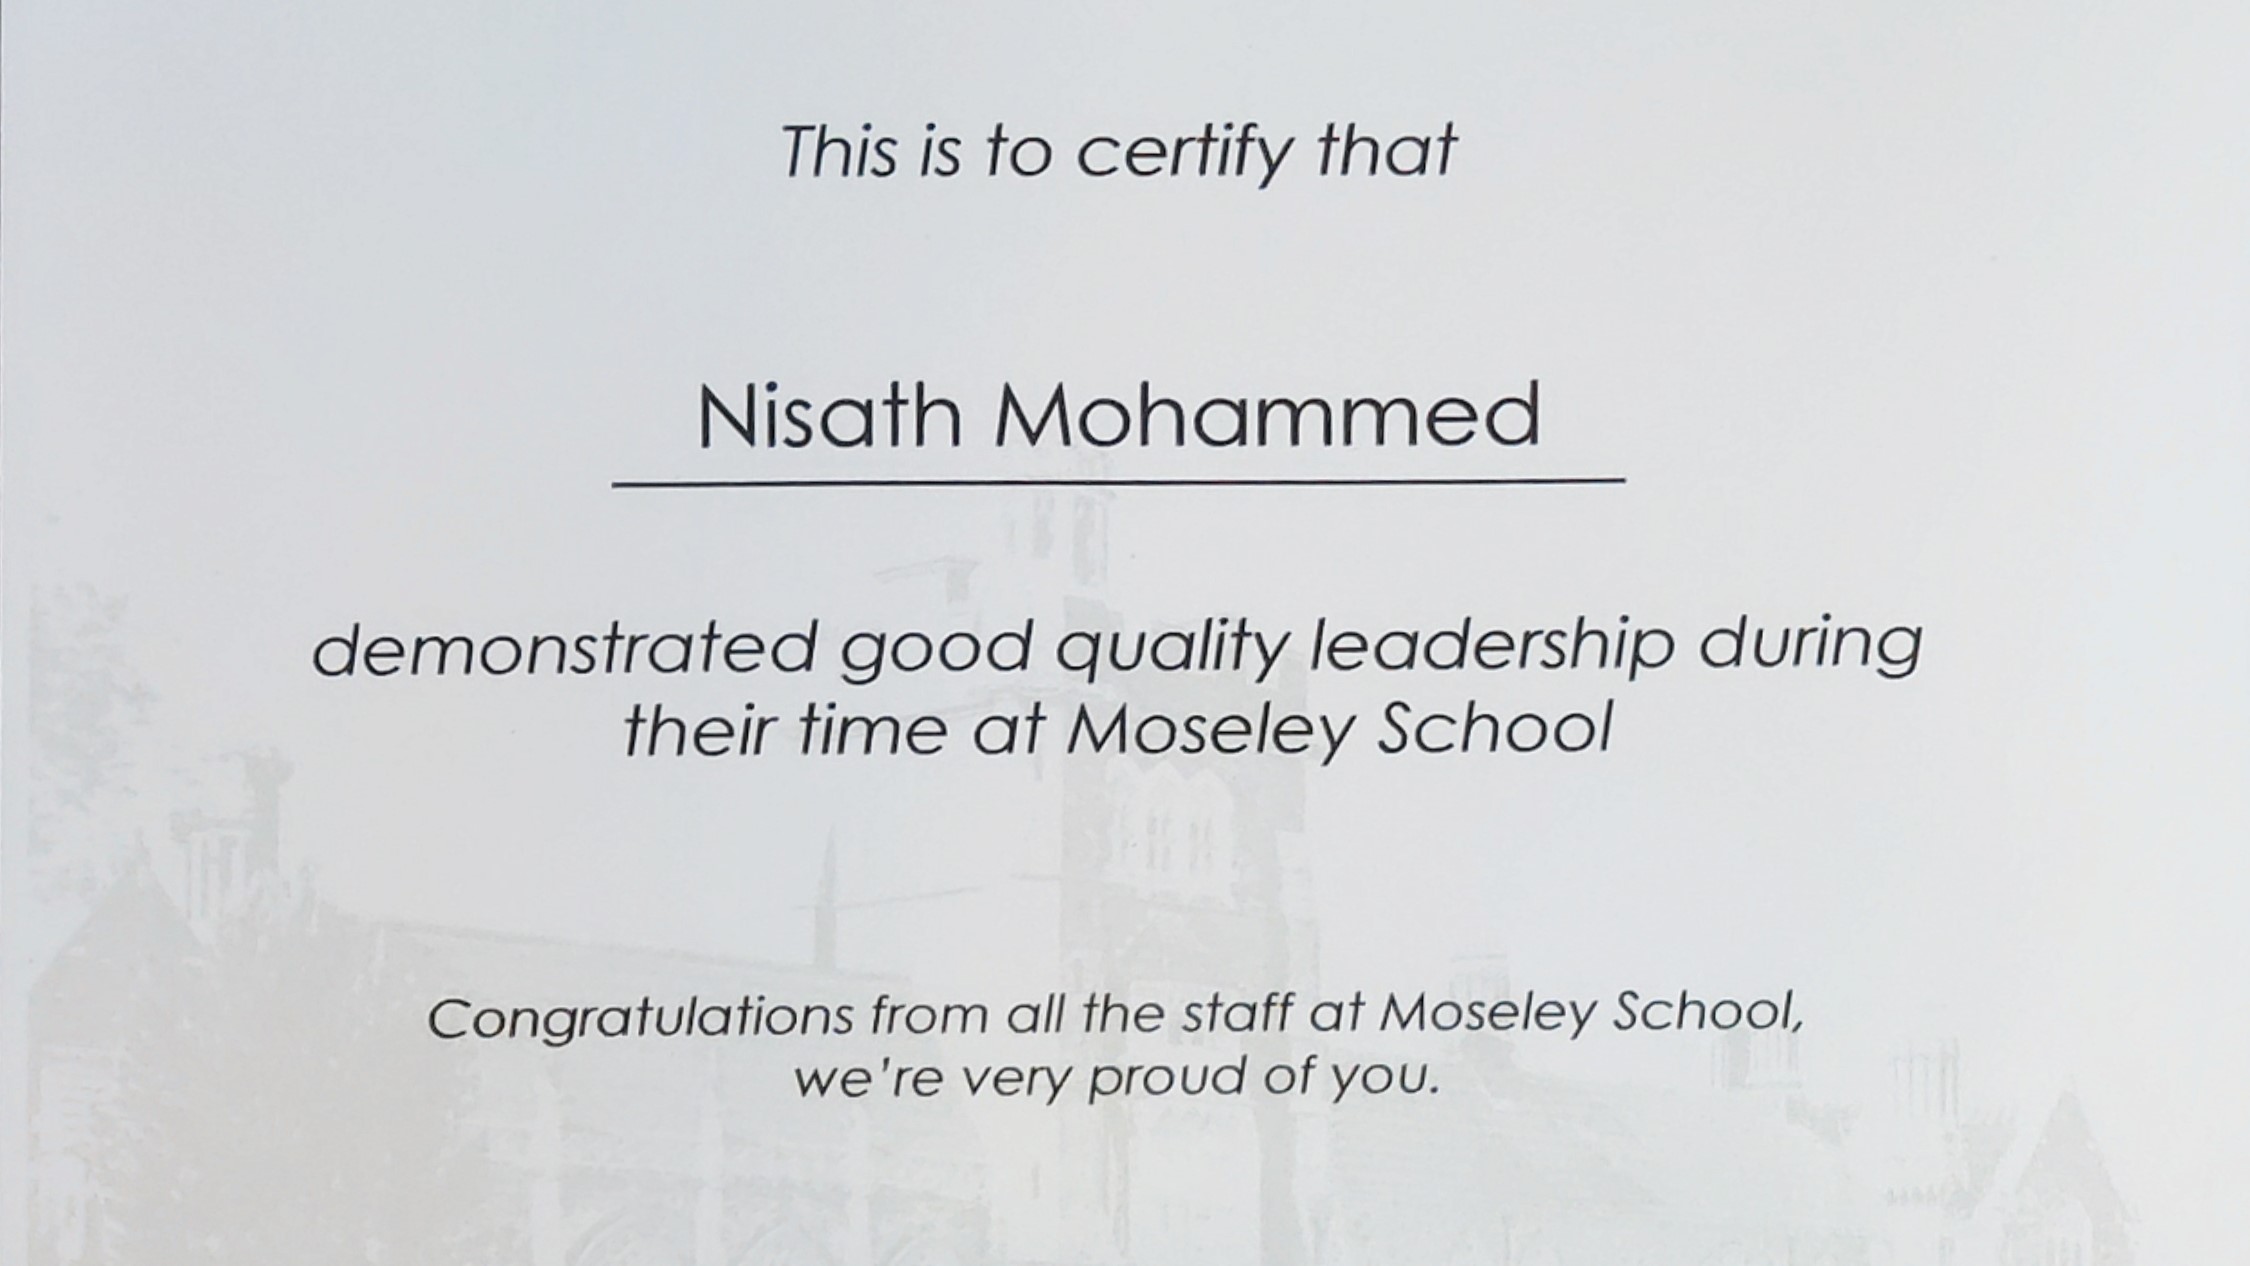 This is to certify that
Nisath Mohammed
demonstrated good quality leadership during
their time at Moseley School
Congratulations from all the staff at Moseley School,
we're very proud of you.